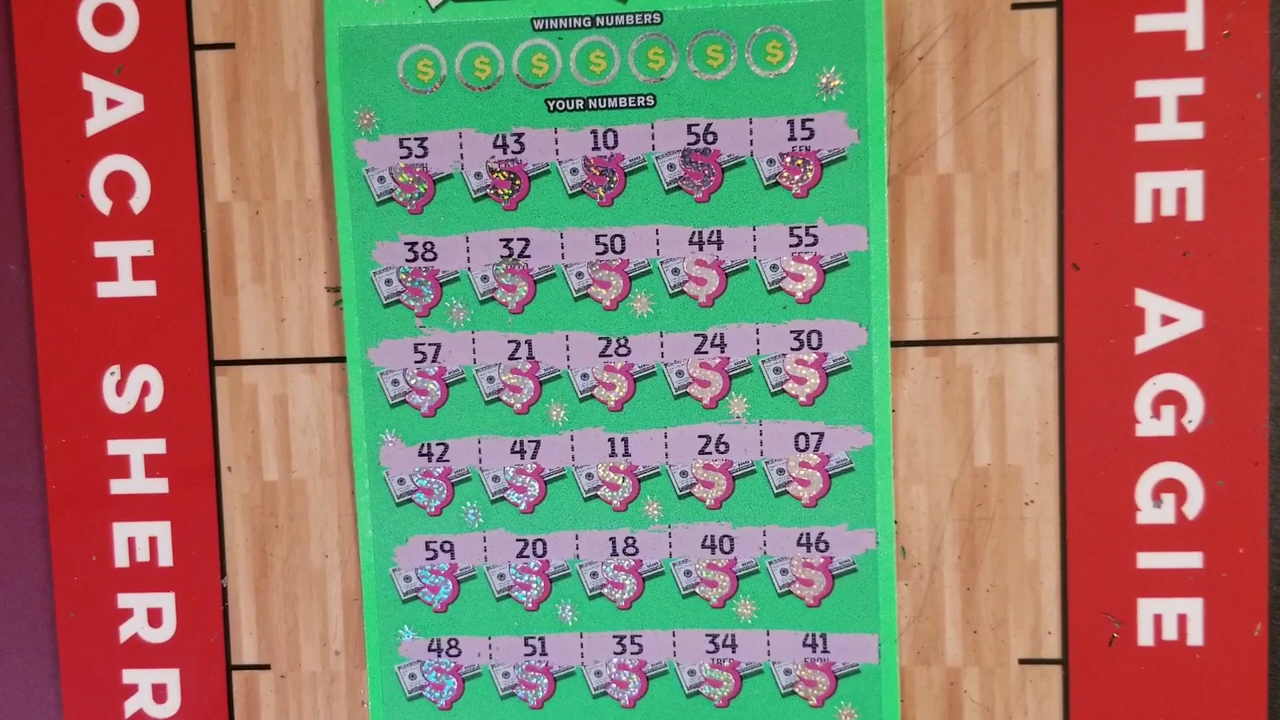 WINNING NUMBERS
$ $ $ $ $ $ $
YOUR NUMBERS
53 43 10 56 15
38 32 50 44 55
57 21 28 24 30
42 47 11 26 07
59 20 18 40 46
48 51 35 34 41
OACH SHERR
THE AGGIE